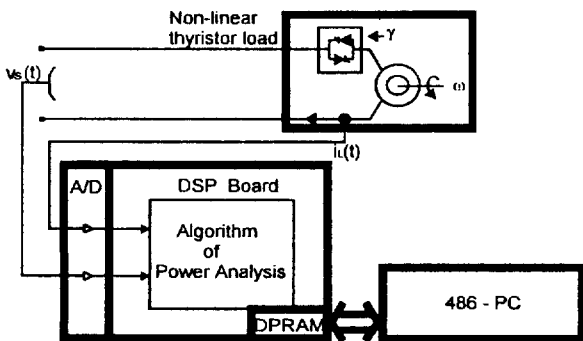 Non-linear
thyristor load
γ
Vs(t)
ω
iL(t)
A/D
DSP Board
Algorithm
of
Power Analysis
DPRAM
486 - PC